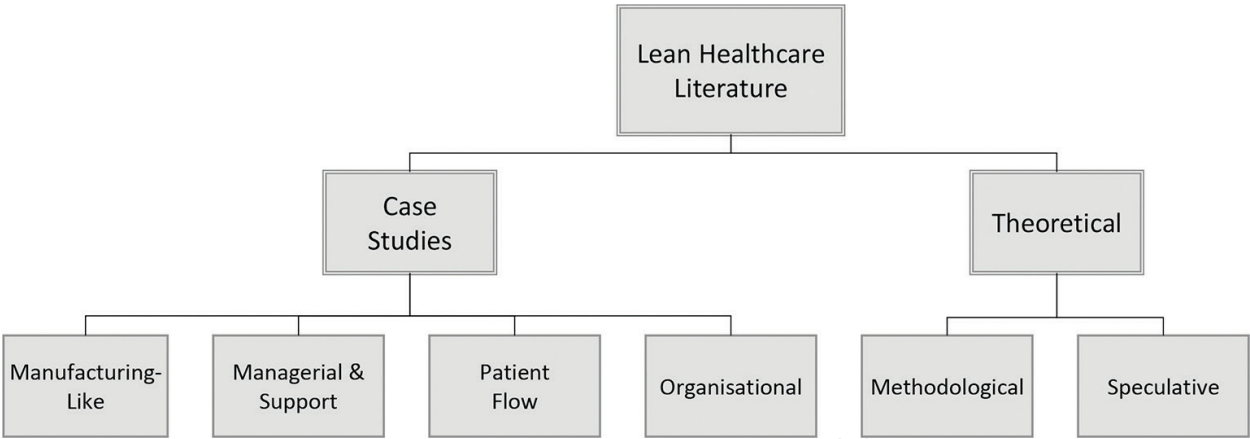 Lean Healthcare
Literature
Case
Studies
Theoretical
Manufacturing-
Like
Managerial &
Support
Patient
Flow
Organisational
Methodological
Speculative